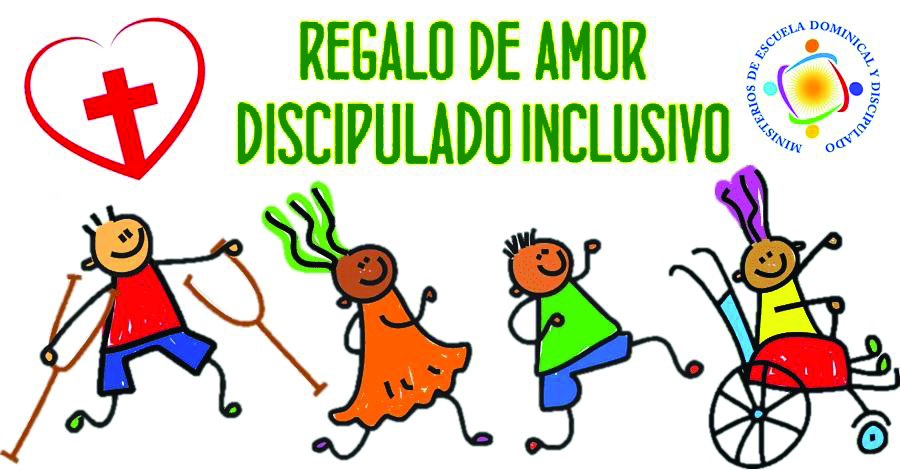 REGALO DE AMOR
DISCIPULADO INCLUSIVO
MINISTERIOS DE ESCUELA DOMINICAL Y DISCIPULADO